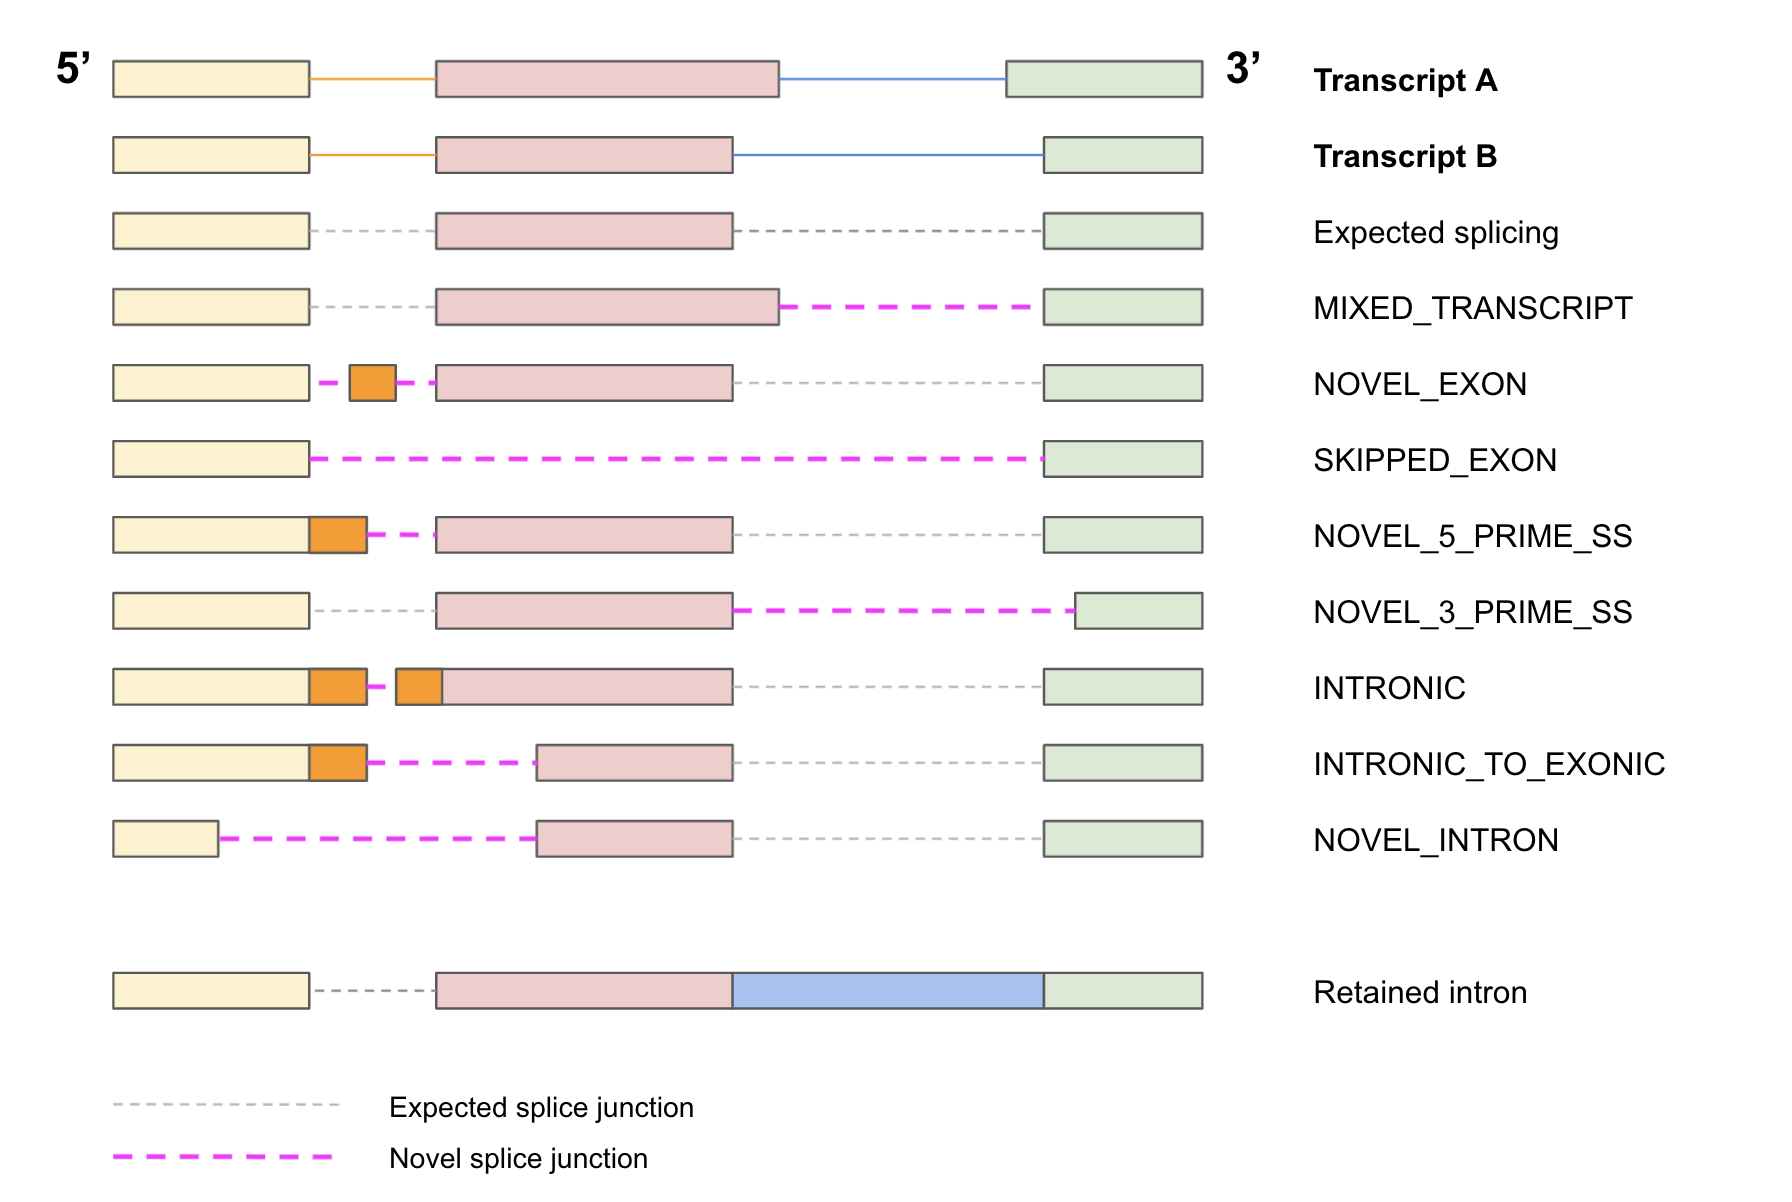 5’ 3’ Transcript A
Transcript B
Expected splicing
MIXED_TRANSCRIPT
NOVEL_EXON
SKIPPED_EXON
NOVEL_5_PRIME_SS
NOVEL_3_PRIME_SS
INTRONIC
INTRONIC_TO_EXONIC
NOVEL_INTRON
Retained intron
Expected splice junction
Novel splice junction